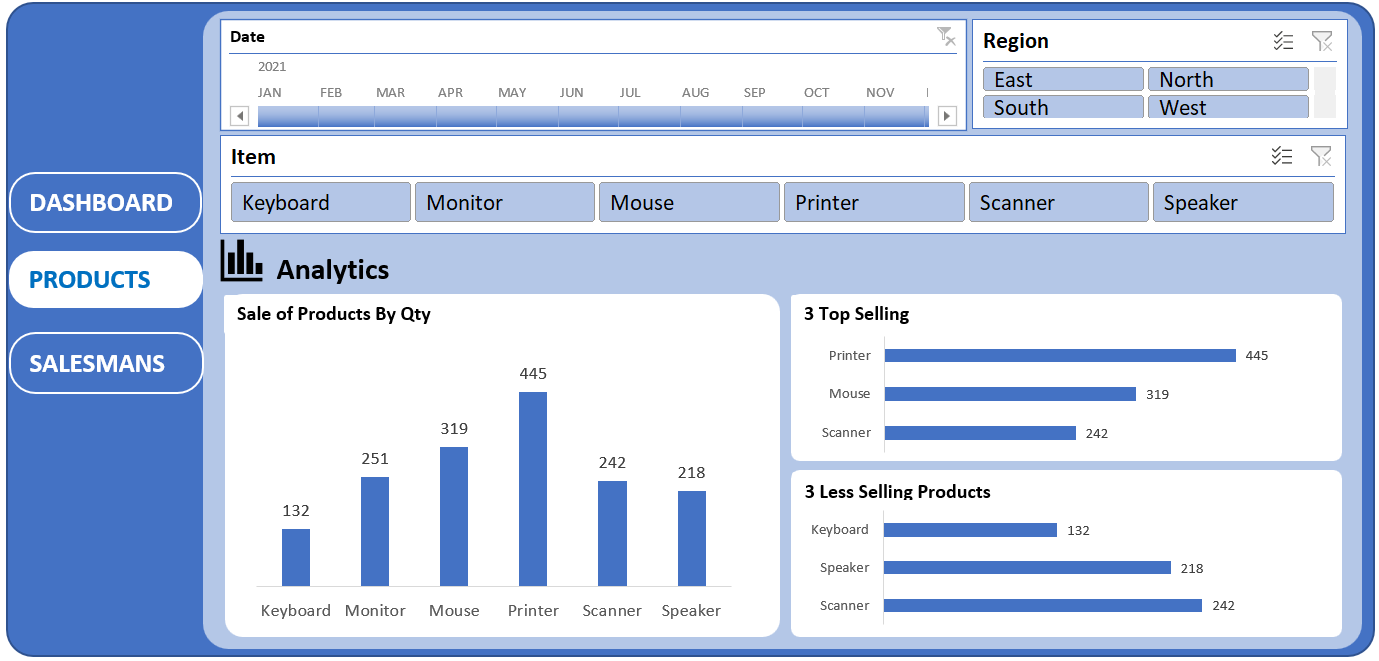 Date
2021
JAN FEB MAR APR MAY JUN JUL AUG SEP OCT NOV
Region
East North
South West
Item
Keyboard Monitor Mouse Printer Scanner Speaker
DASHBOARD
PRODUCTS
SALESMANS
Analytics
Sale of Products By Qty
132 251 319 445 242 218
Keyboard Monitor Mouse Printer Scanner Speaker
3 Top Selling
Printer 445
Mouse 319
Scanner 242
3 Less Selling Products
Keyboard 132
Speaker 218
Scanner 242